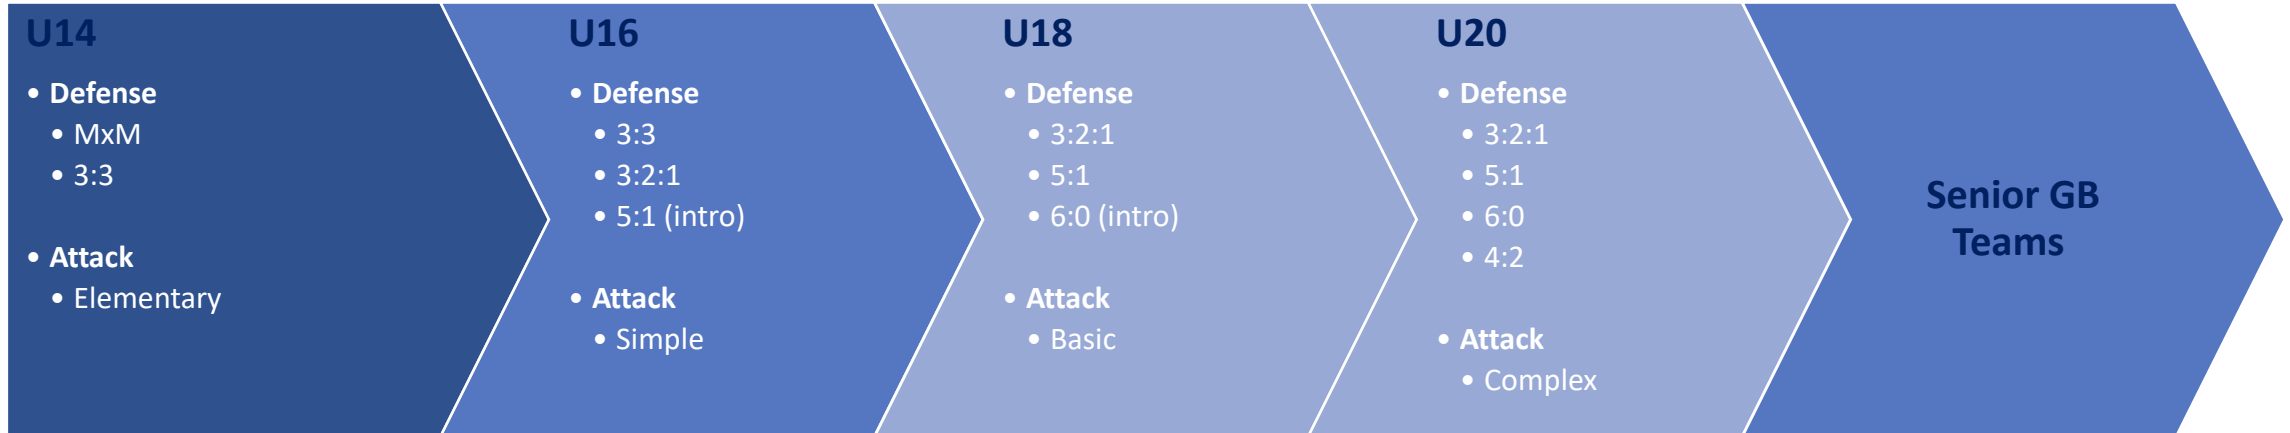 U14
• Defense
• MxM
• 3:3
• Attack
• Elementary
U16
• Defense
• 3:3
• 3:2:1
• 5:1 (intro)
• Attack
• Simple
U18
• Defense
• 3:2:1
• 5:1
• 6:0 (intro)
• Attack
• Basic
U20
• Defense
• 3:2:1
• 5:1
• 6:0
• 4:2
• Attack
• Complex
Senior GB
Teams